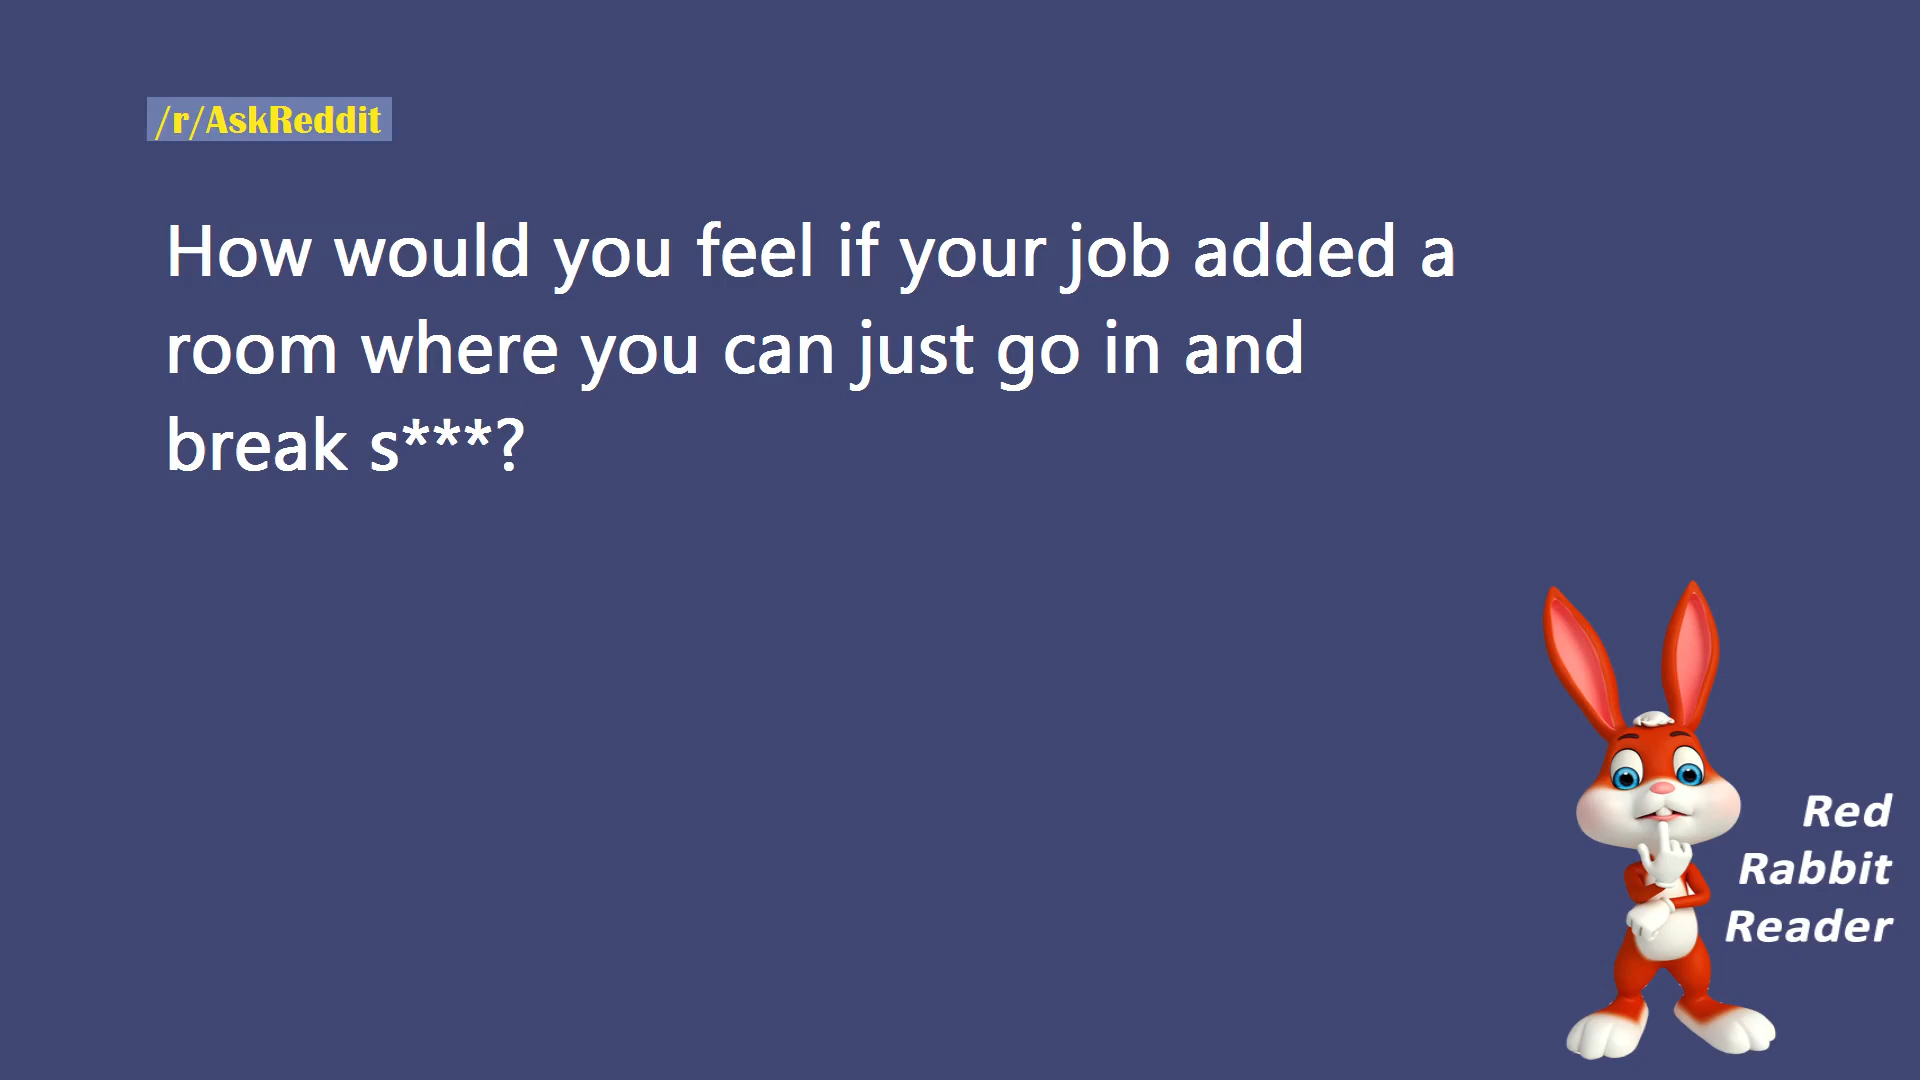 /r/AskReddit
How would you feel if your job added a
room where you can just go in and
break s***?
Red
Rabbit
Reader